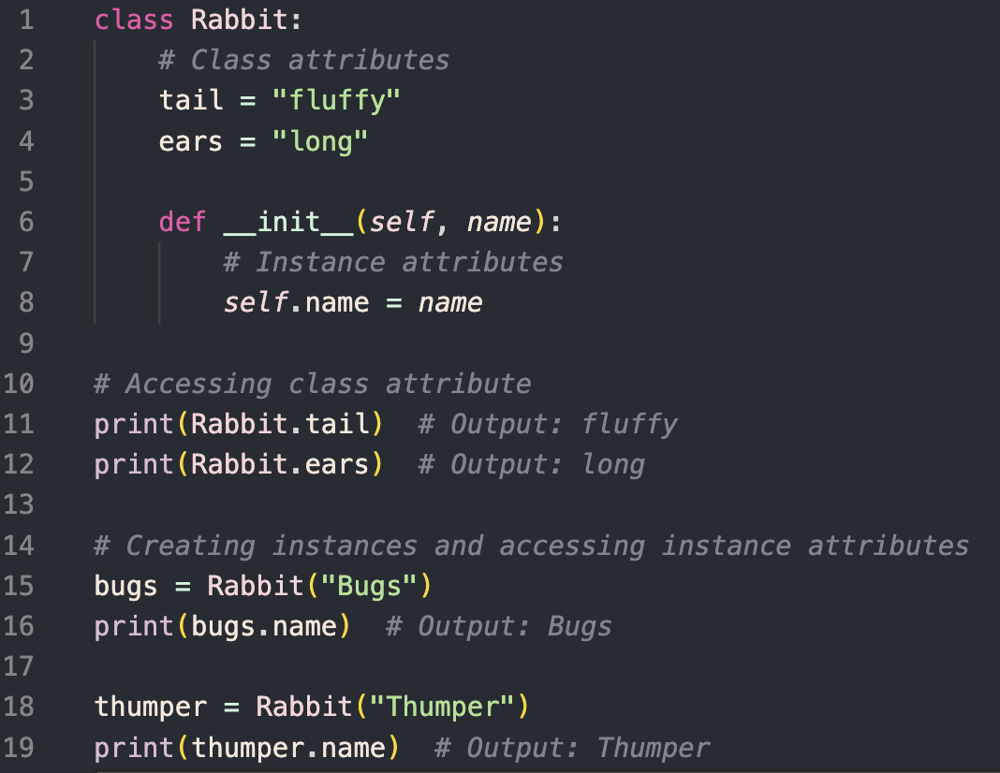 1 class Rabbit:
2     # Class attributes
3     tail = "fluffy"
4     ears = "long"
5
6     def __init__(self, name):
7         # Instance attributes
8         self.name = name
9
10 # Accessing class attribute
11 print(Rabbit.tail)  # Output: fluffy
12 print(Rabbit.ears)  # Output: long
13
14 # Creating instances and accessing instance attributes
15 bugs = Rabbit("Bugs")
16 print(bugs.name)  # Output: Bugs
17
18 thumper = Rabbit("Thumper")
19 print(thumper.name)  # Output: Thumper